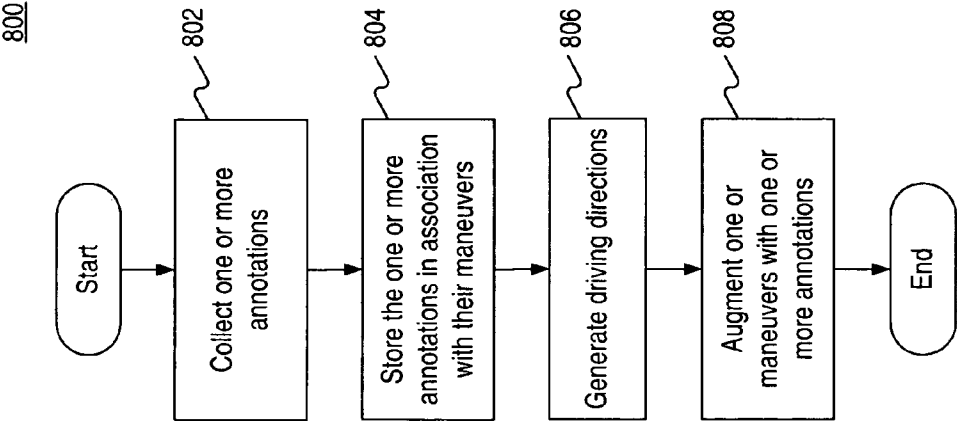 800
Start
802
Collect one or more
annotations
804
Store the one or more
annotations in association
with their maneuvers
806
Generate driving directions
808
Augment one or
maneuvers with one or
more annotations
End